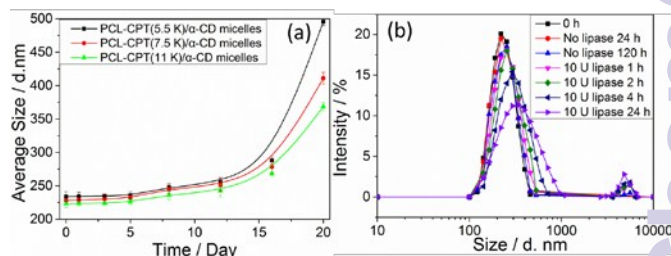 Average Size / d.nm
500
450
400
350
300
250
200
PCL-CPT(5.5 K)/α-CD micelles
PCL-CPT(7.5 K)/α-CD micelles
PCL-CPT(11 K)/α-CD micelles
(a)
0 5 10 15 20
Time / Day
Intensity / %
20
15
10
5
0
(b)
0 h
No lipase 24 h
No lipase 120 h
10 U lipase 1 h
10 U lipase 2 h
10 U lipase 4 h
10 U lipase 24 h
10 100 1000 10000
Size / d. nm